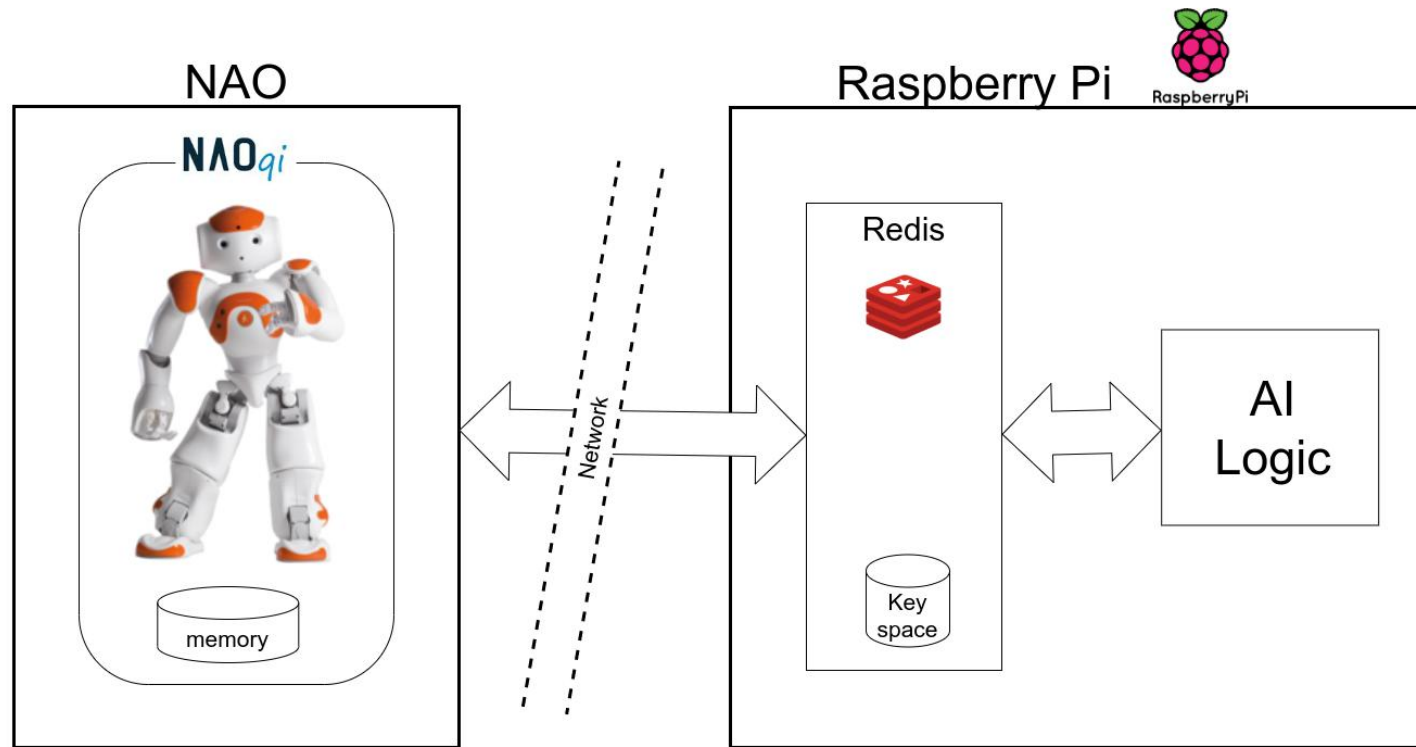 NAO
NAOqi
memory
Network
Raspberry Pi
RaspberryPi
Redis
Key
space
AI
Logic